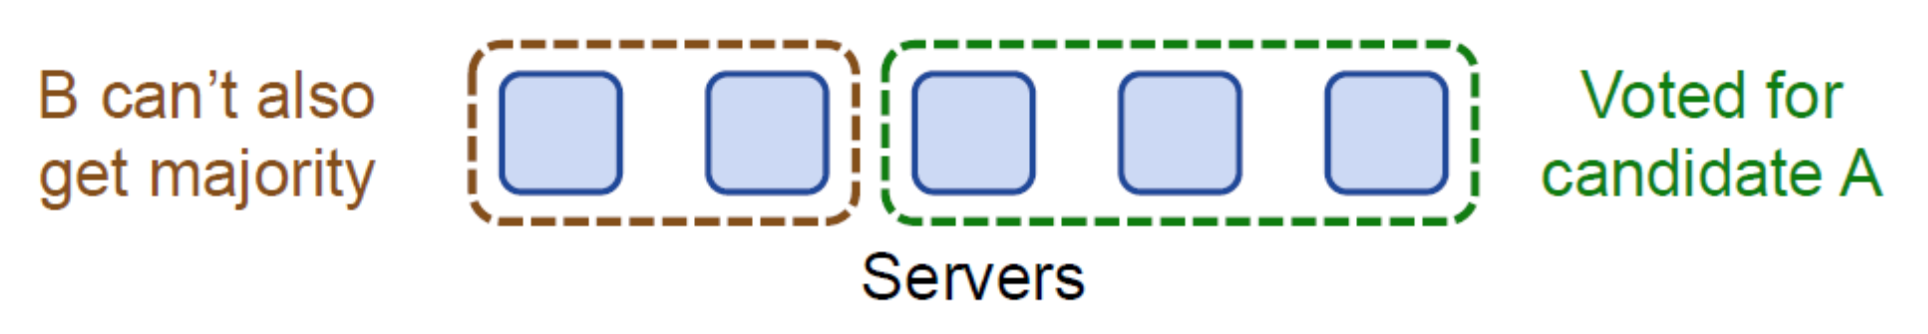 B can’t also
get majority
Voted for
candidate A
Servers